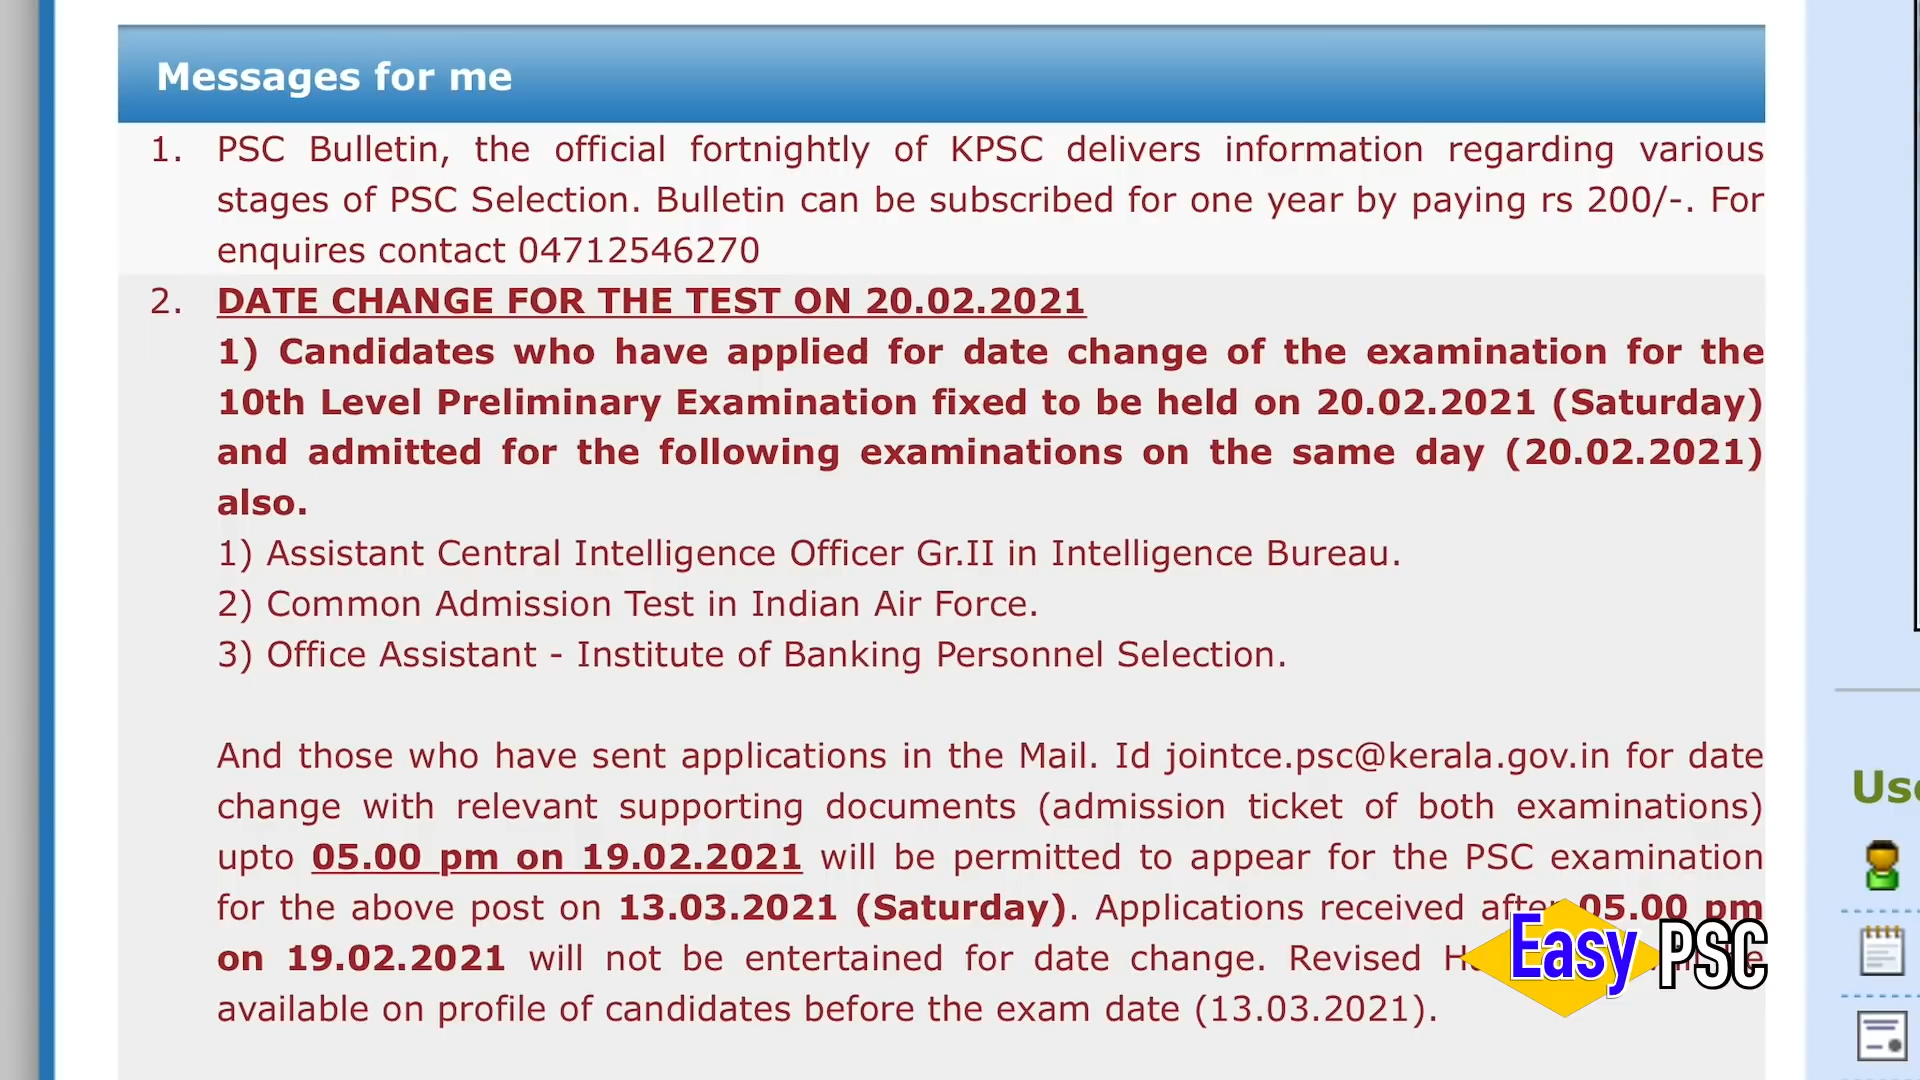 Messages for me
1. PSC Bulletin, the official fortnightly of KPSC delivers information regarding various
stages of PSC Selection. Bulletin can be subscribed for one year by paying rs 200/-. For
enquires contact 04712546270
2. DATE CHANGE FOR THE TEST ON 20.02.2021
1) Candidates who have applied for date change of the examination for the
10th Level Preliminary Examination fixed to be held on 20.02.2021 (Saturday)
and admitted for the following examinations on the same day (20.02.2021)
also.
1) Assistant Central Intelligence Officer Gr.II in Intelligence Bureau.
2) Common Admission Test in Indian Air Force.
3) Office Assistant - Institute of Banking Personnel Selection.
And those who have sent applications in the Mail. Id jointce.psc@kerala.gov.in for date
change with relevant supporting documents (admission ticket of both examinations)
upto 05.00 pm on 19.02.2021 will be permitted to appear for the PSC examination
for the above post on 13.03.2021 (Saturday). Applications received after 05.00 pm
on 19.02.2021 will not be entertained for date change. Revised
available on profile of candidates before the exam date (13.03.2021).
Easy PSC